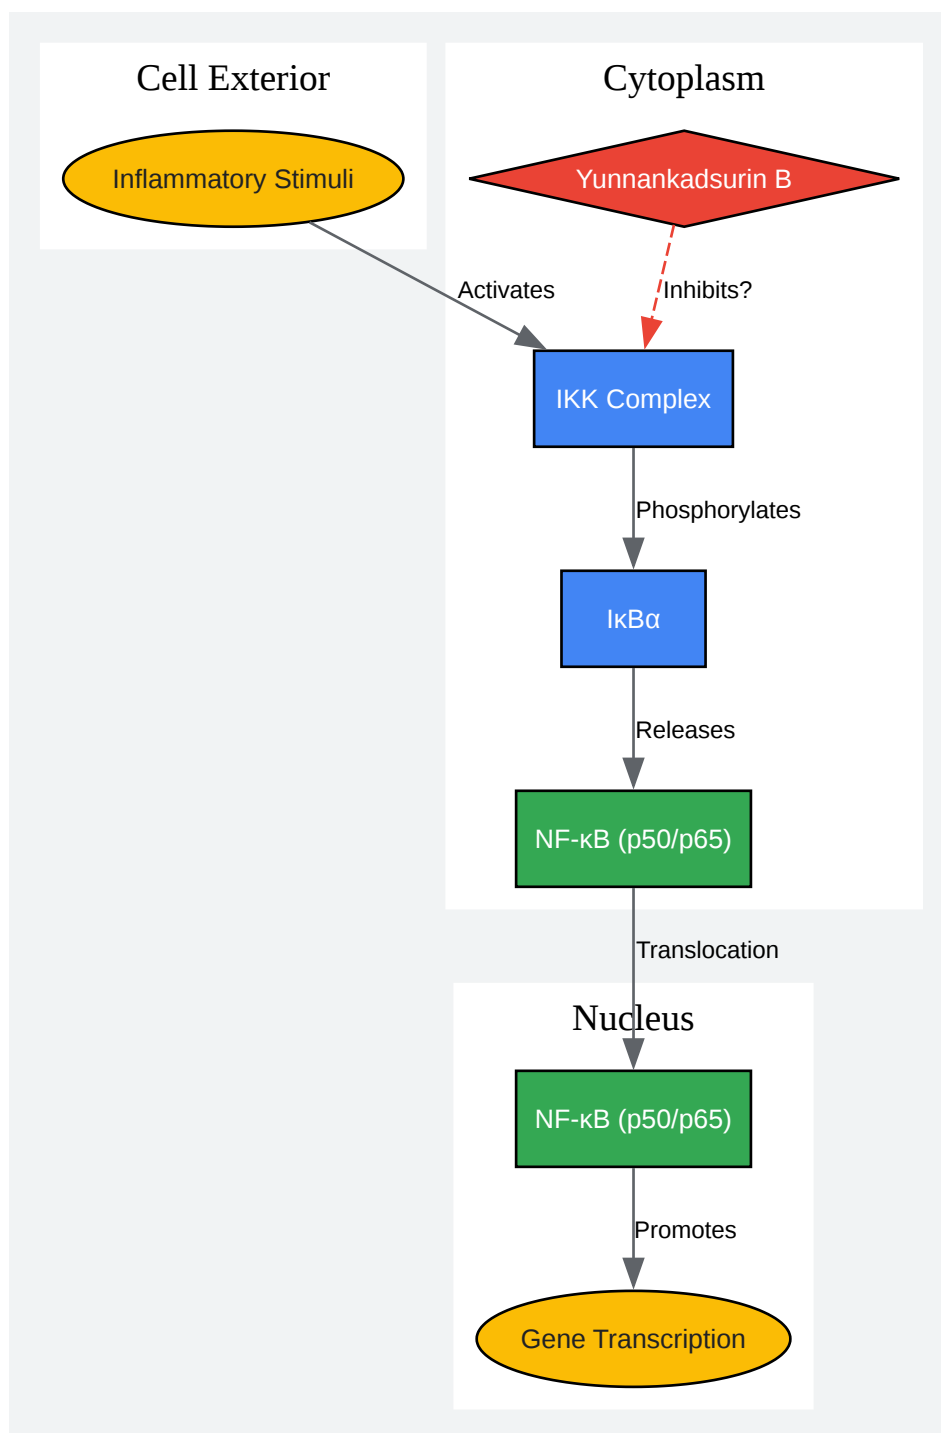 Cell Exterior
Cytoplasm
Inflammatory Stimuli
Yunnankadsurin B
Activates
Inhibits?
IKK Complex
Phosphorylates
IκBα
Releases
NF-κB (p50/p65)
Translocation
Nucleus
NF-κB (p50/p65)
Promotes
Gene Transcription